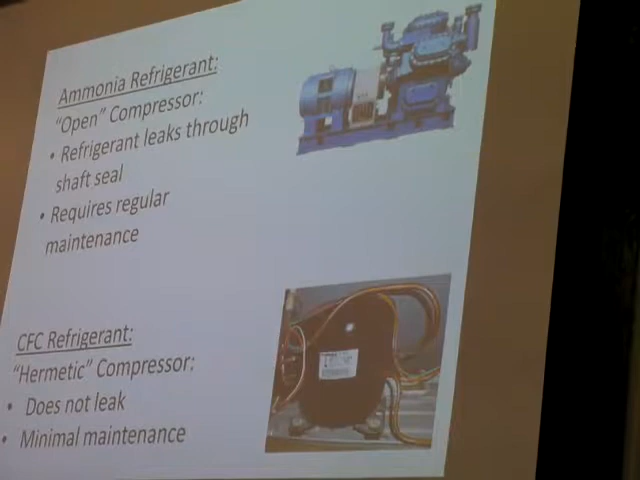 Ammonia Refrigerant:
"Open" Compressor:
• Refrigerant leaks through
shaft seal
• Requires regular
maintenance
CFC Refrigerant:
"Hermetic" Compressor:
• Does not leak
• Minimal maintenance